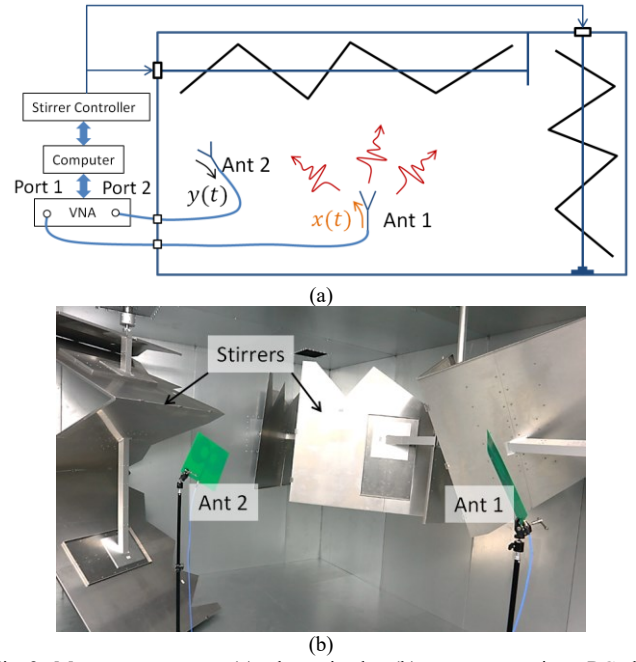 Stirrer Controller
Computer
Port 1 Port 2
VNA
Ant 2
y(t)
x(t)
Ant 1
(a)
Stirrers
Ant 2
Ant 1
(b)